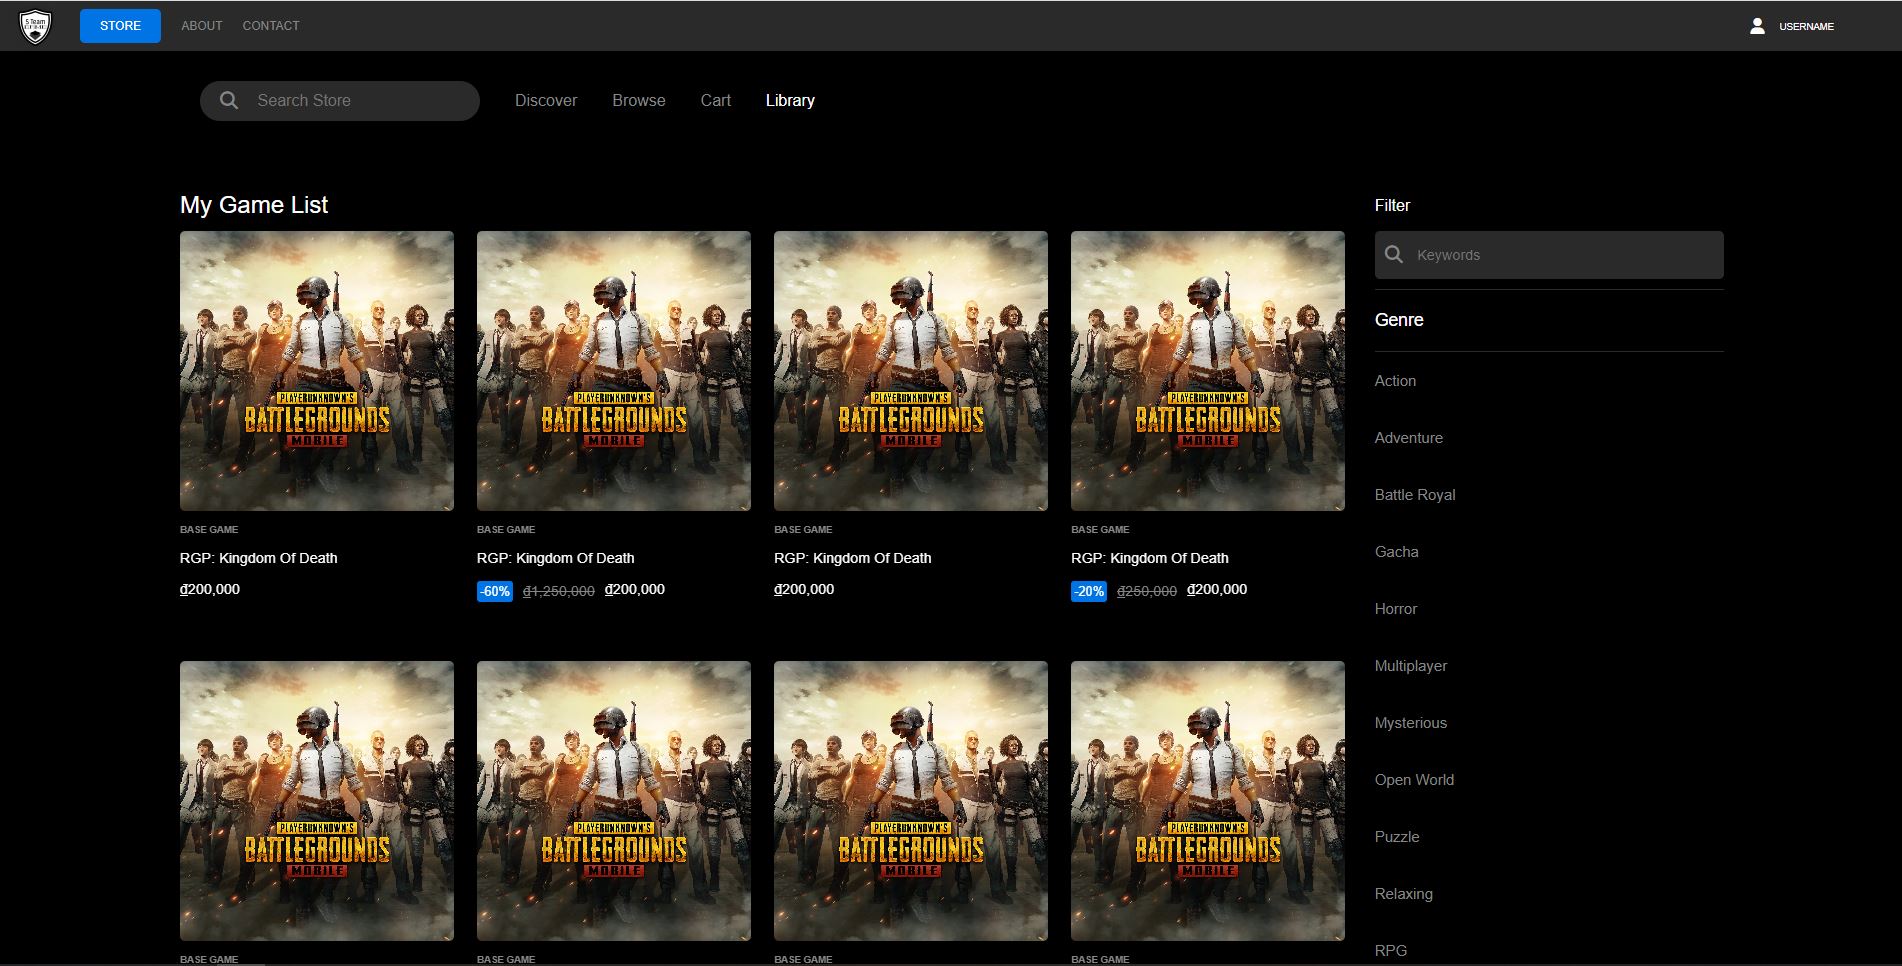 5 Team
STORE ABOUT CONTACT USERNAME
Search Store Discover Browse Cart Library
My Game List
PLAYERUNKNOWN'S
BATTLEGROUNDS
MOBILE
BASE GAME
RGP: Kingdom Of Death
₫200,000
PLAYERUNKNOWN'S
BATTLEGROUNDS
MOBILE
BASE GAME
RGP: Kingdom Of Death
-60% ₫1,250,000 ₫200,000
PLAYERUNKNOWN'S
BATTLEGROUNDS
MOBILE
BASE GAME
RGP: Kingdom Of Death
₫200,000
PLAYERUNKNOWN'S
BATTLEGROUNDS
MOBILE
BASE GAME
RGP: Kingdom Of Death
-20% ₫250,000 ₫200,000
PLAYERUNKNOWN'S
BATTLEGROUNDS
MOBILE
BASE GAME
PLAYERUNKNOWN'S
BATTLEGROUNDS
MOBILE
BASE GAME
PLAYERUNKNOWN'S
BATTLEGROUNDS
MOBILE
BASE GAME
PLAYERUNKNOWN'S
BATTLEGROUNDS
MOBILE
BASE GAME
Filter
Keywords
Genre
Action
Adventure
Battle Royal
Gacha
Horror
Multiplayer
Mysterious
Open World
Puzzle
Relaxing
RPG